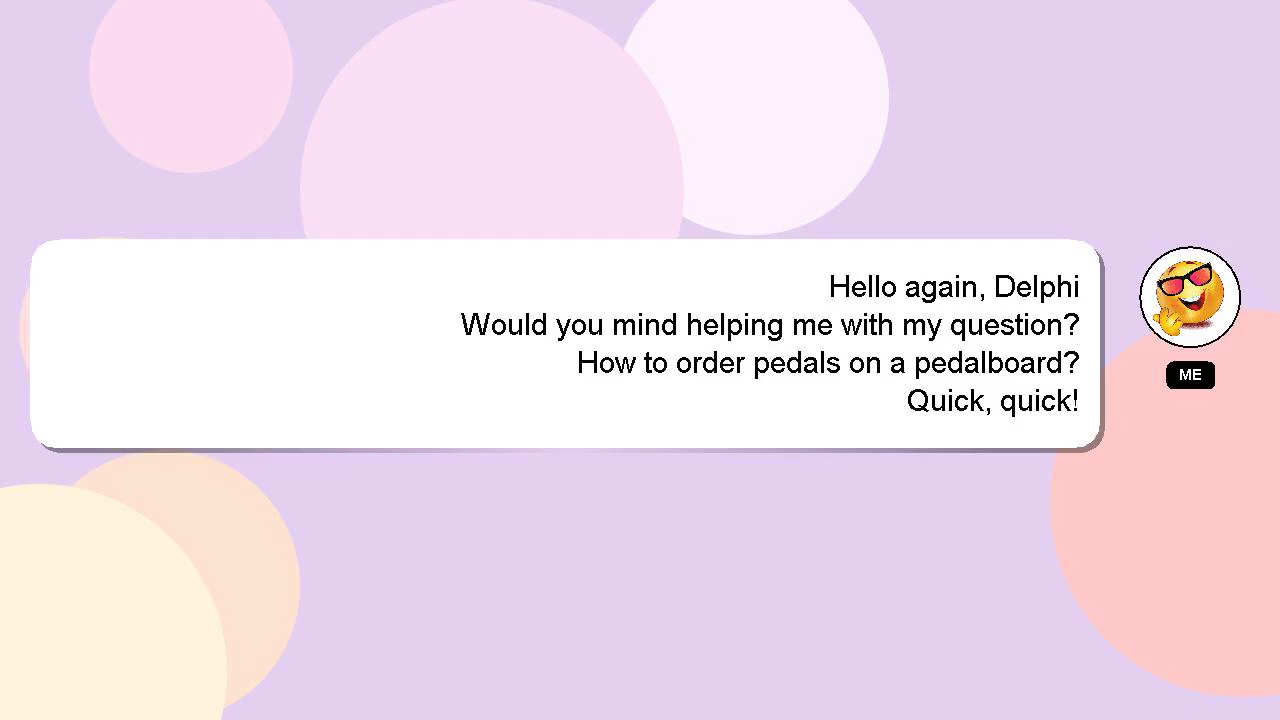 Hello again, Delphi
Would you mind helping me with my question?
How to order pedals on a pedalboard?
Quick, quick!
ME